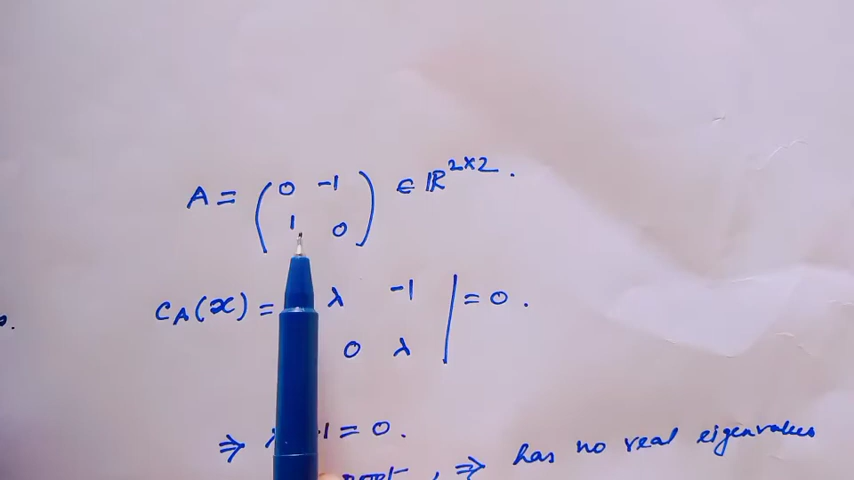 A = ( 0 -1
1 0 ) ∈ ℝ^{2×2}.
C_A(x) = λ -1 | = 0.
0 λ
⇒ 1 = 0.
, ⇒ has no real eigenvalues